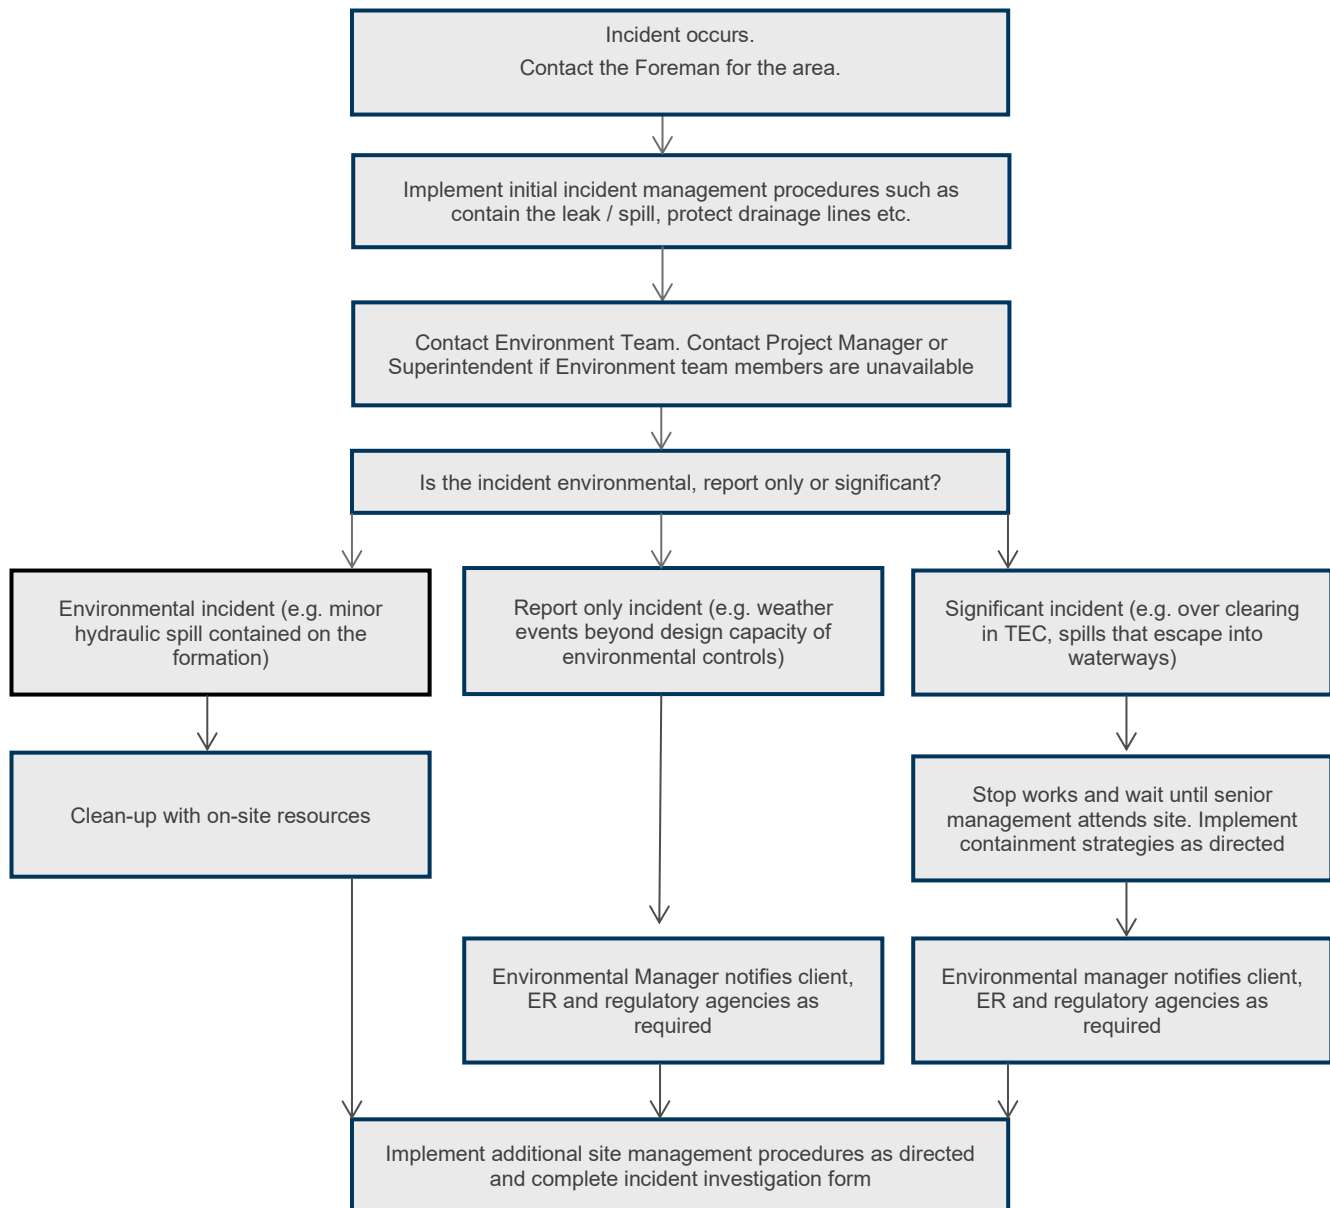 Incident occurs.
Contact the Foreman for the area.
Implement initial incident management procedures such as
contain the leak / spill, protect drainage lines etc.
Contact Environment Team. Contact Project Manager or
Superintendent if Environment team members are unavailable
Is the incident environmental, report only or significant?
Environmental incident (e.g. minor
hydraulic spill contained on the
formation)
Report only incident (e.g. weather
events beyond design capacity of
environmental controls)
Significant incident (e.g. over clearing
in TEC, spills that escape into
waterways)
Clean-up with on-site resources
Stop works and wait until senior
management attends site. Implement
containment strategies as directed
Environmental Manager notifies client,
ER and regulatory agencies as
required
Environmental manager notifies client,
ER and regulatory agencies as
required
Implement additional site management procedures as directed
and complete incident investigation form